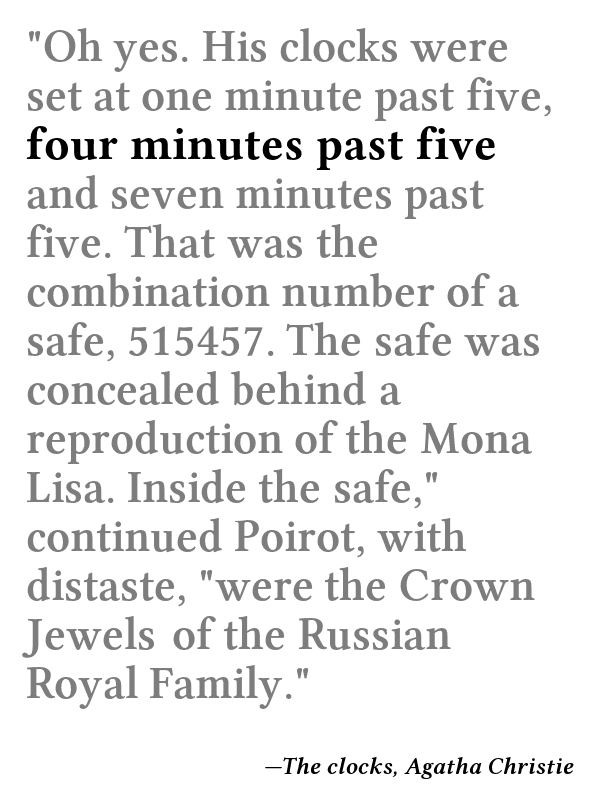 "Oh yes. His clocks were
set at one minute past five,
four minutes past five
and seven minutes past
five. That was the
combination number of a
safe, 515457. The safe was
concealed behind a
reproduction of the Mona
Lisa. Inside the safe,"
continued Poirot, with
distaste, "were the Crown
Jewels of the Russian
Royal Family."
—The clocks, Agatha Christie